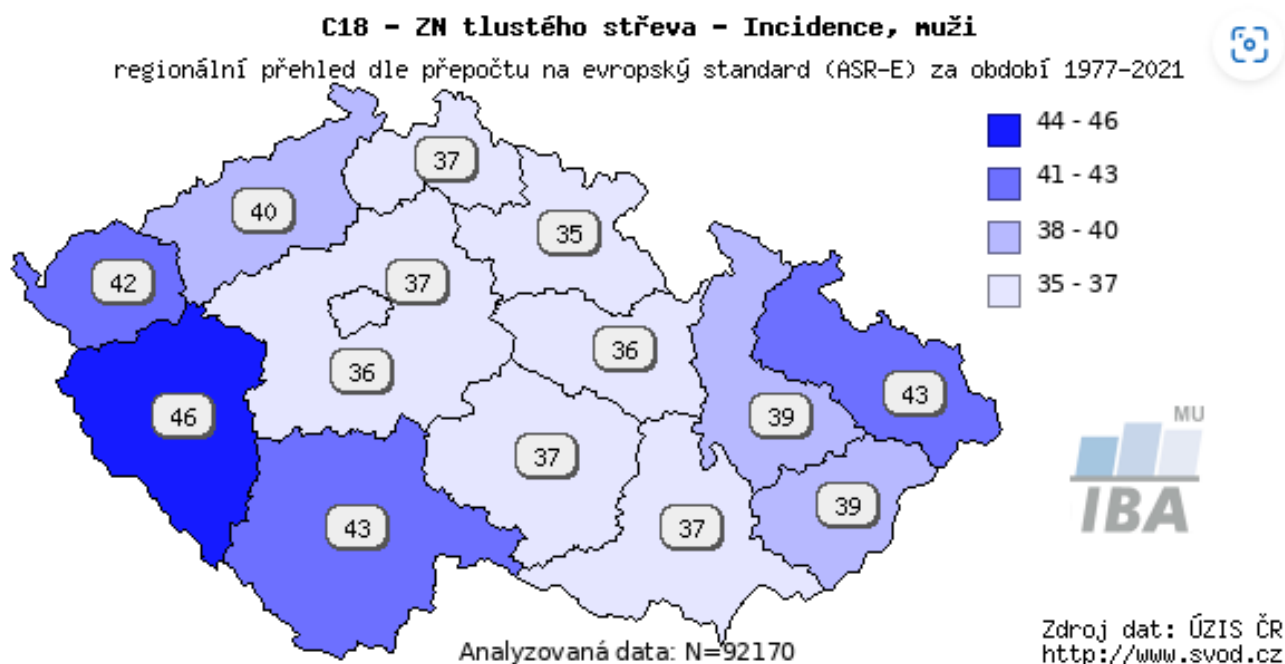 C18 - ZN tlustého střeva - Incidence, muži
regionální přehled dle přepočtu na evropský standard (ASR-E) za období 1977-2021
44 - 46
41 - 43
38 - 40
35 - 37
37
40
35
42
37
36
36
46
43
39
37
39
43
37
MU
IBA
Analyzovaná data: N=92170
Zdroj dat: ÚZIS ČR
http://www.svod.cz